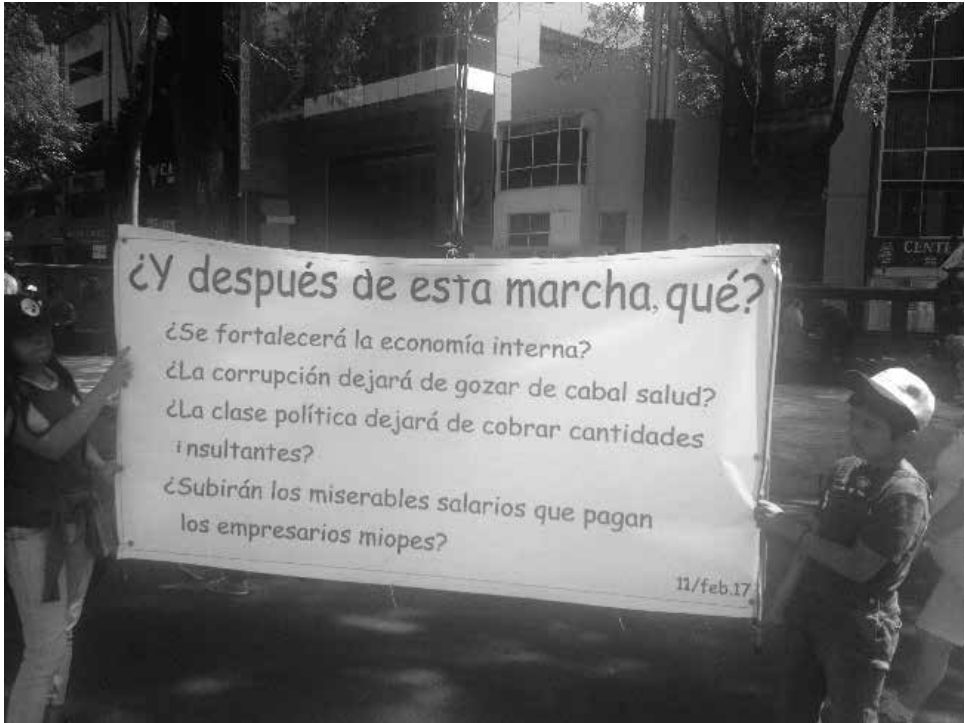 ¿Y después de esta marcha, qué?
¿Se fortalecerá la economía interna?
¿La corrupción dejará de gozar de cabal salud?
¿La clase política dejará de cobrar cantidades
insultantes?
¿Subirán los miserables salarios que pagan
los empresarios miopes?
11/feb.17
CENTE